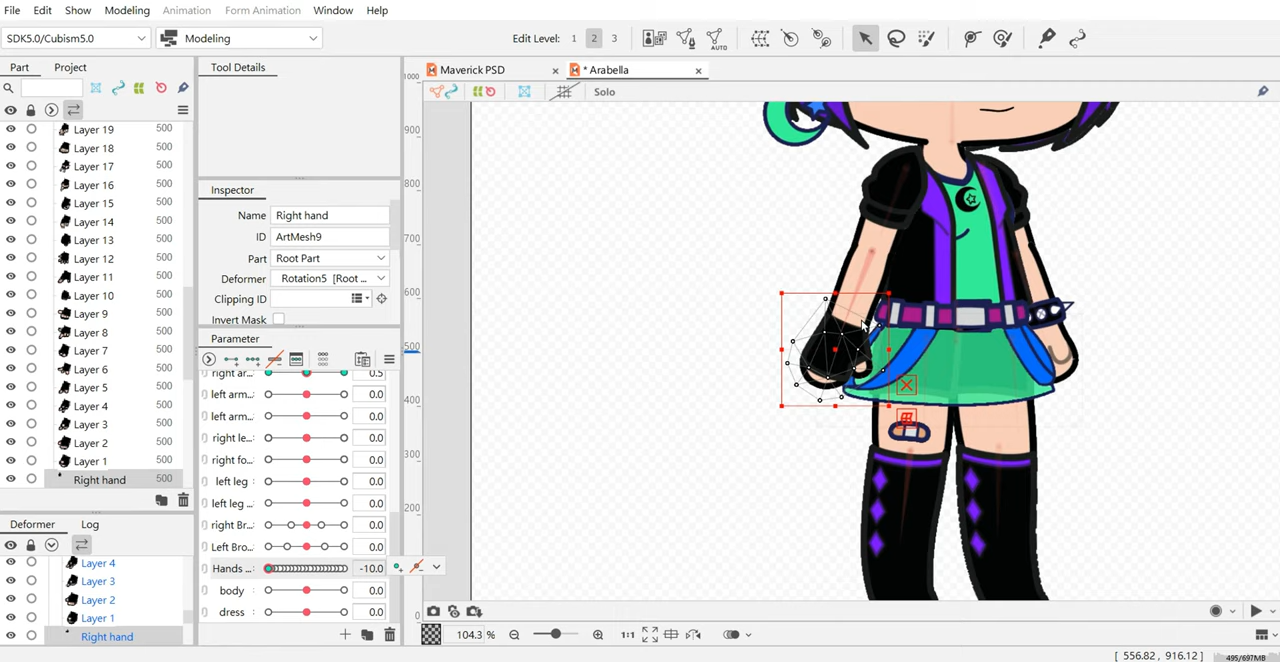 File Edit Show Modeling Animation Form Animation Window Help
SDK5.0/Cubism5.0 Modeling Edit Level: 1 2 3 AUTO
Part Project Tool Details
Maverick PSD × * Arabella ×
Solo
Layer 19 500
Layer 18 500
Layer 17 500
Layer 16 500
Layer 15 500
Layer 14 500
Layer 13 500
Layer 12 500
Layer 11 500
Layer 10 500
Layer 9 500
Layer 8 500
Layer 7 500
Layer 6 500
Layer 5 500
Layer 4 500
Layer 3 500
Layer 2 500
Layer 1 500
Right hand 500
Deformer Log
Layer 4
Layer 3
Layer 2
Layer 1
Right hand
Inspector
Name Right hand
ID ArtMesh9
Part Root Part
Deformer Rotation5 [Root ...
Clipping ID
Invert Mask
Parameter
right ar... 0.5
left arm... 0.0
left arm... 0.0
right le... 0.0
right fo... 0.0
left leg 0.0
left leg ... 0.0
right Br... 0.0
Left Bro... 0.0
Hands ... -10.0
body 0.0
dress 0.0
1000
900
800
700
600
500
400
300
200
100
0
104.3 % 1:1
[ 556.82, 916.12 ] 495/697MB